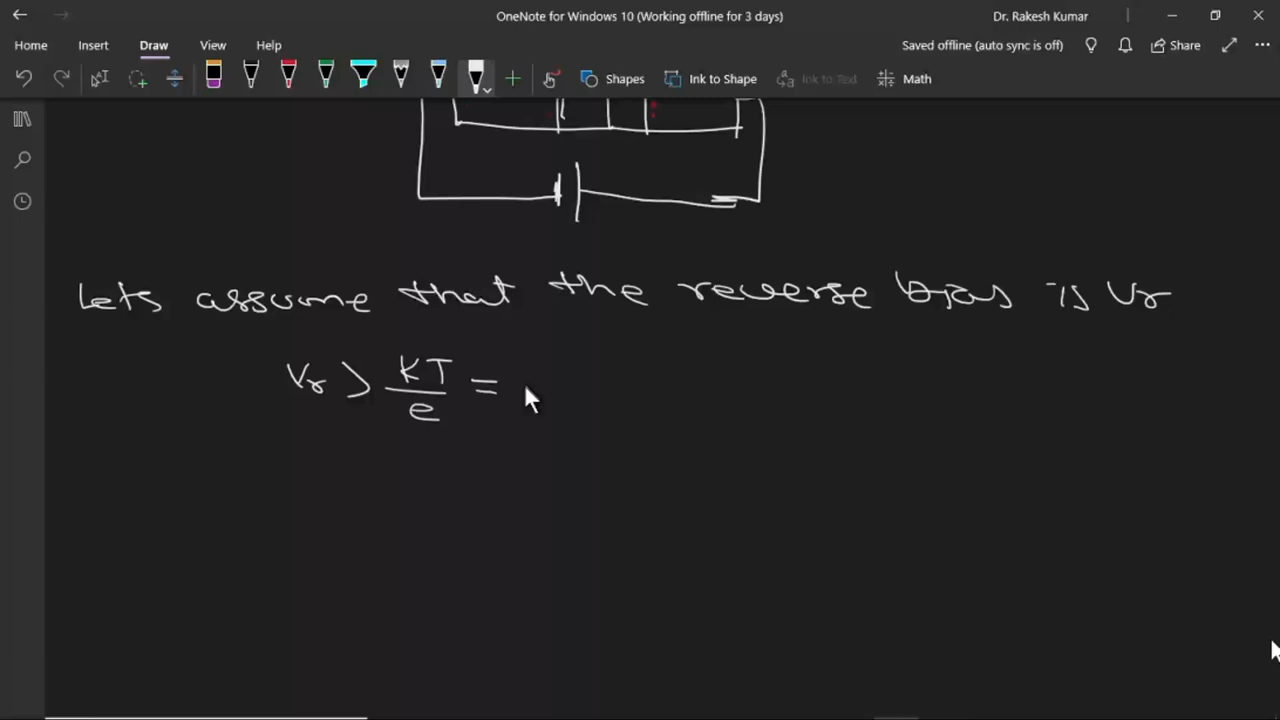 OneNote for Windows 10 (Working offline for 3 days)
Dr. Rakesh Kumar
Home Insert Draw View Help
Saved offline (auto sync is off)
Share
Shapes
Ink to Shape
Ink to Text
Math
Lets assume that the reverse bias is Vr
Vr > KT/e =